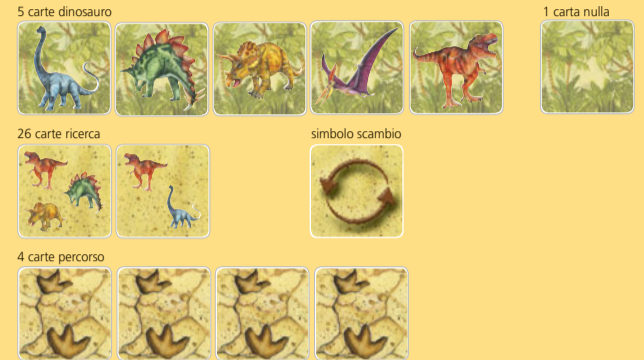 5 carte dinosauro
1 carta nulla
26 carte ricerca
simbolo scambio
4 carte percorso